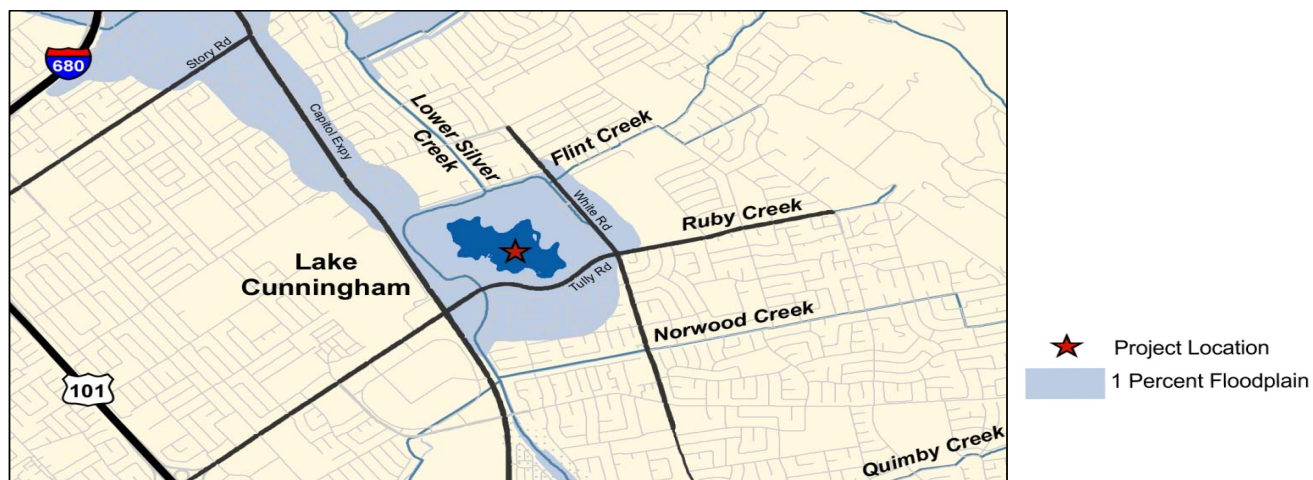 680
Story Rd
Capitol Expy
Lower Silver
Creek
Flint Creek
White Rd
Ruby Creek
Lake
Cunningham
Tully Rd
Norwood Creek
101
Quimby Creek
Project Location
1 Percent Floodplain